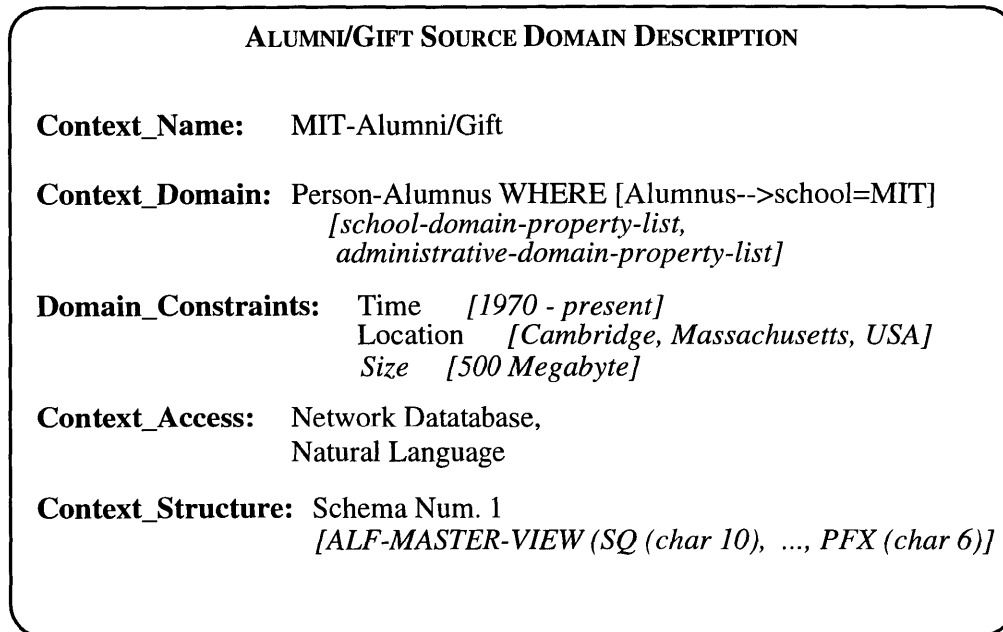 ALUMNI/GIFT SOURCE DOMAIN DESCRIPTION
Context_Name: MIT-Alumni/Gift
Context_Domain: Person-Alumnus WHERE [Alumnus-->school=MIT]
[school-domain-property-list,
administrative-domain-property-list]
Domain_Constraints: Time [1970 - present]
Location [Cambridge, Massachusetts, USA]
Size [500 Megabyte]
Context_Access: Network Datatabase,
Natural Language
Context_Structure: Schema Num. 1
[ALF-MASTER-VIEW (SQ (char 10), ..., PFX (char 6)]